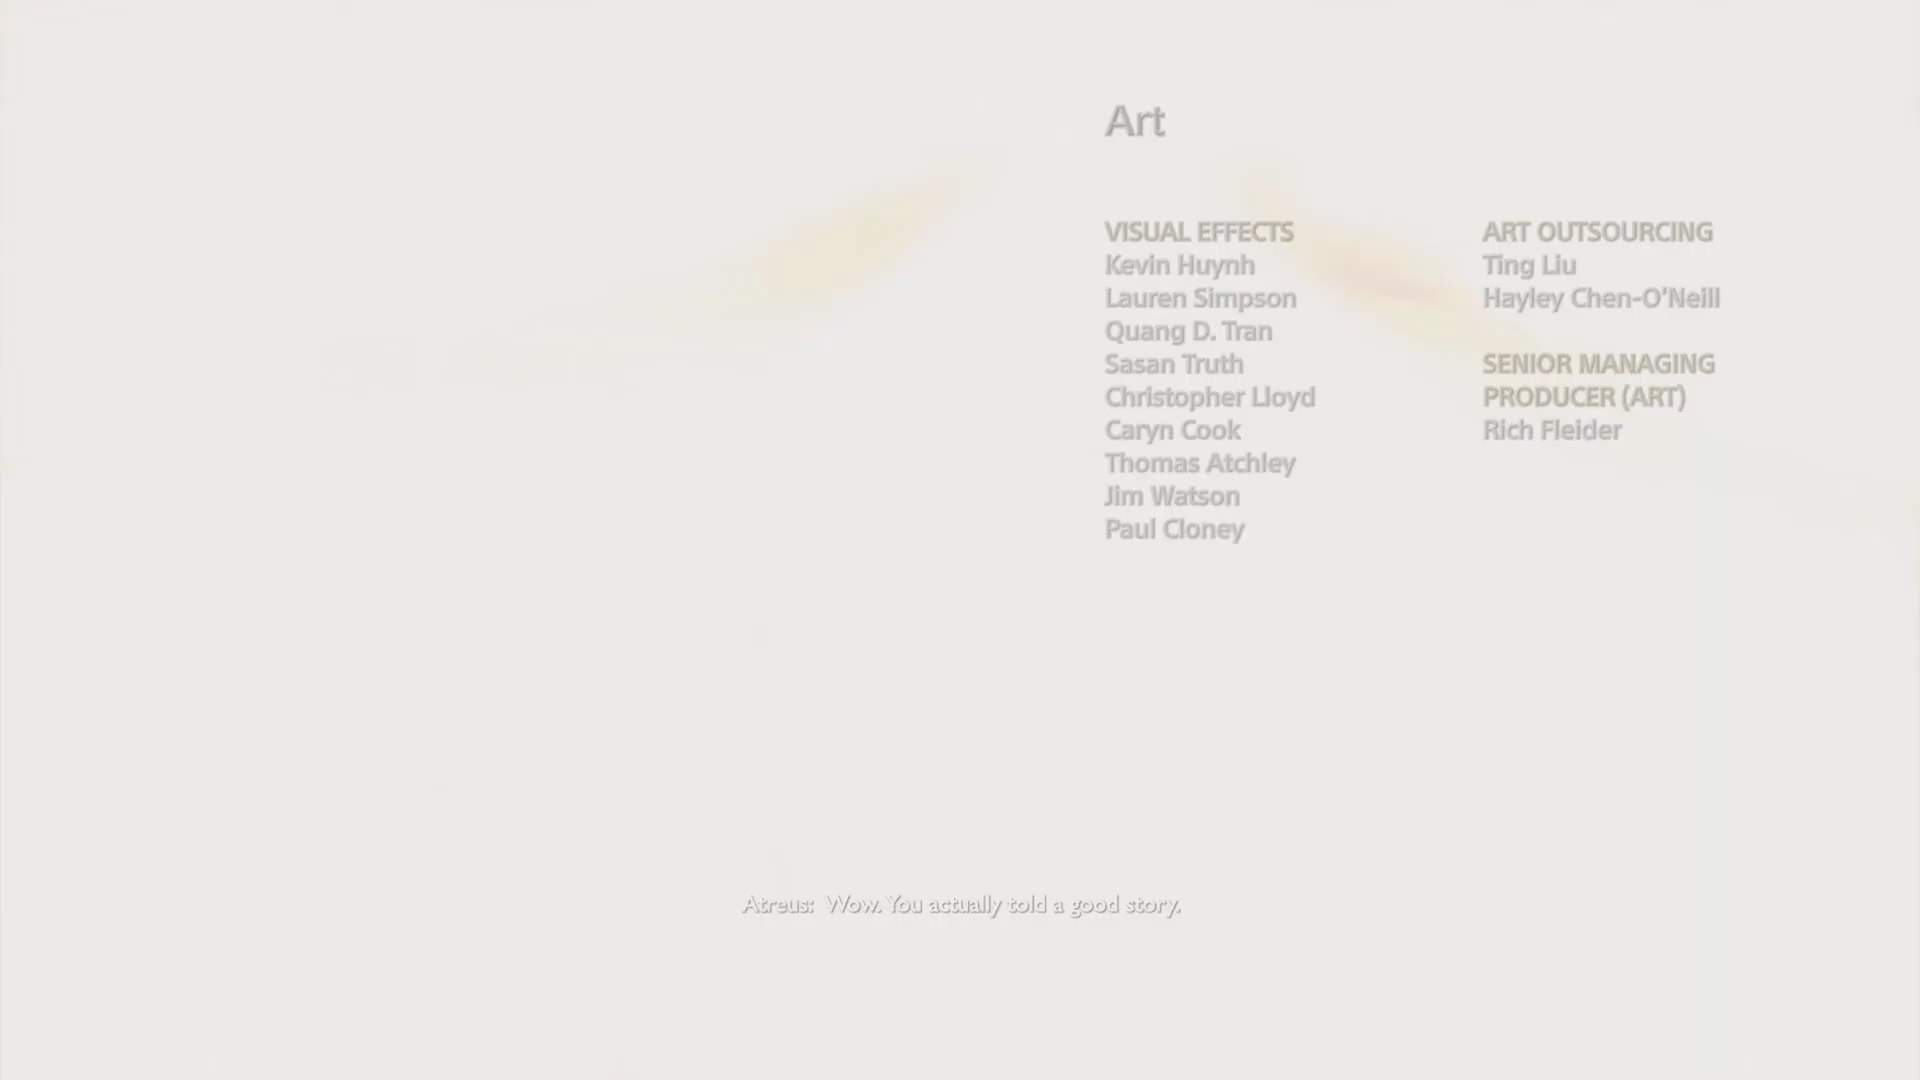 Art
VISUAL EFFECTS
Kevin Huynh
Lauren Simpson
Quang D. Tran
Sasan Truth
Christopher Lloyd
Caryn Cook
Thomas Atchley
Jim Watson
Paul Cloney
ART OUTSOURCING
Ting Liu
Hayley Chen-O'Neill
SENIOR MANAGING
PRODUCER (ART)
Rich Fleider
Atreus: Wow. You actually told a good story.